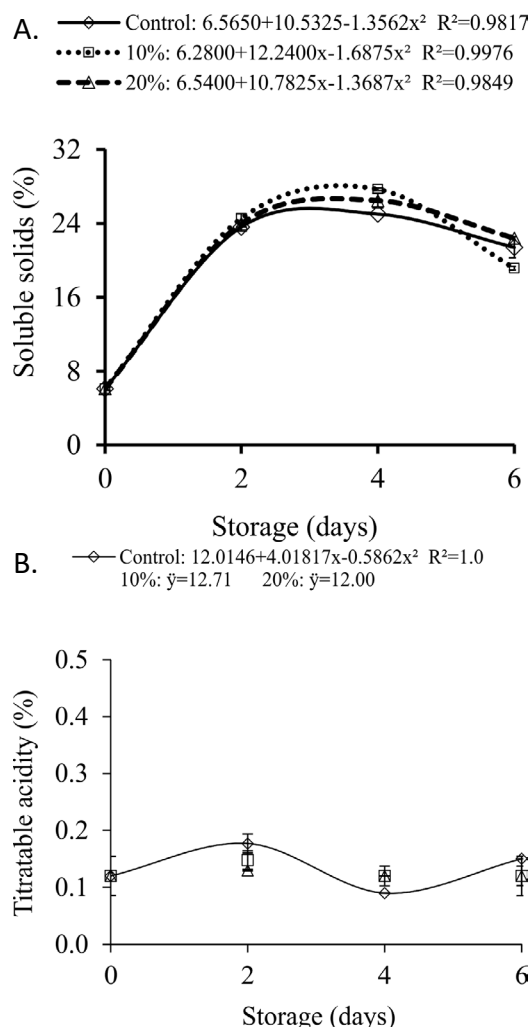 A.
Control: 6.5650+10.5325-1.3562x² R²=0.9817
10%: 6.2800+12.2400x-1.6875x² R²=0.9976
20%: 6.5400+10.7825x-1.3687x² R²=0.9849
Soluble solids (%)
32
24
16
8
0
0 2 4 6
Storage (days)
B.
Control: 12.0146+4.01817x-0.5862x² R²=1.0
10%: ÿ=12.71 20%: ÿ=12.00
Titratable acidity (%)
0.5
0.4
0.3
0.2
0.1
0.0
0 2 4 6
Storage (days)